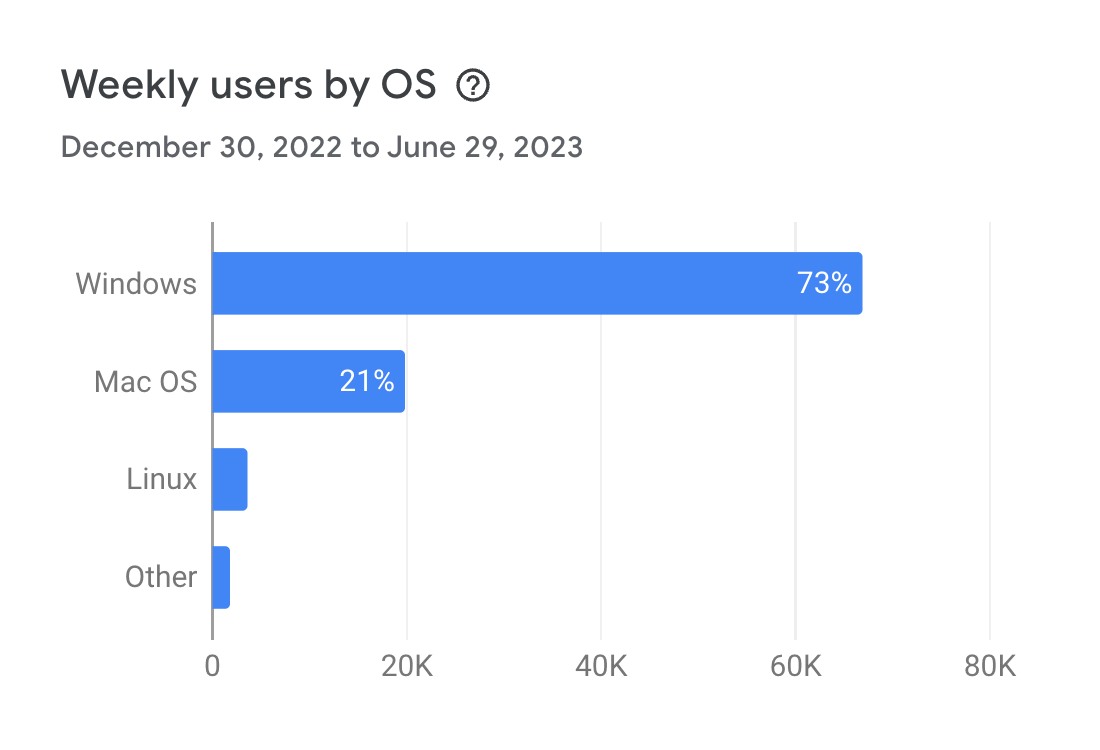 Weekly users by OS
December 30, 2022 to June 29, 2023
Windows 73%
Mac OS 21%
Linux
Other
0 20K 40K 60K 80K